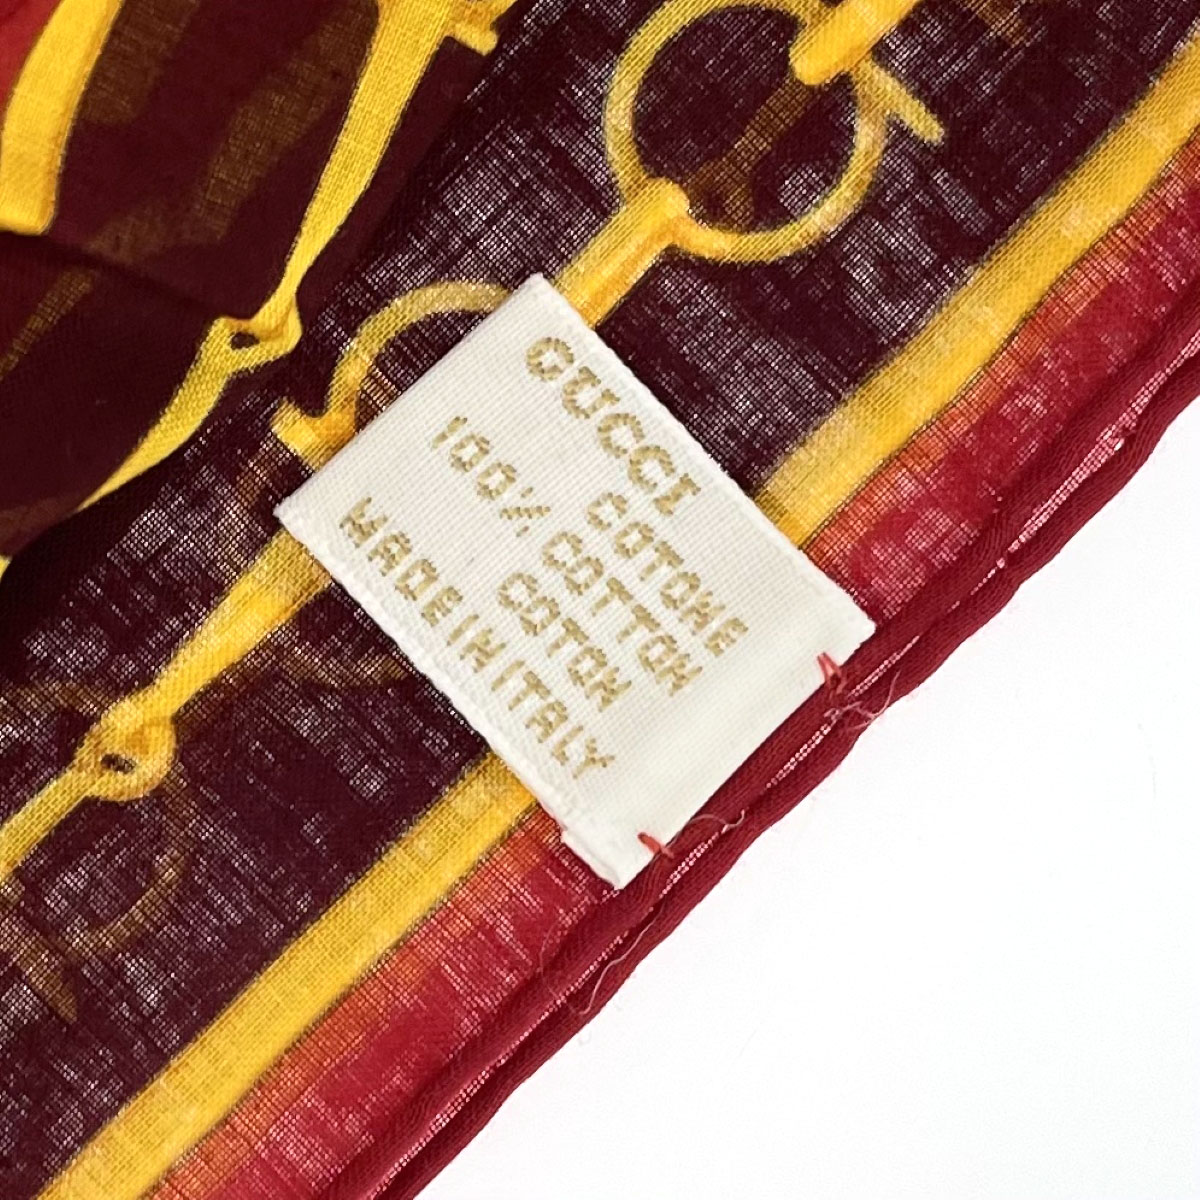 GUCCI
COTONE
100% COTTON
COTON
MADE IN ITALY